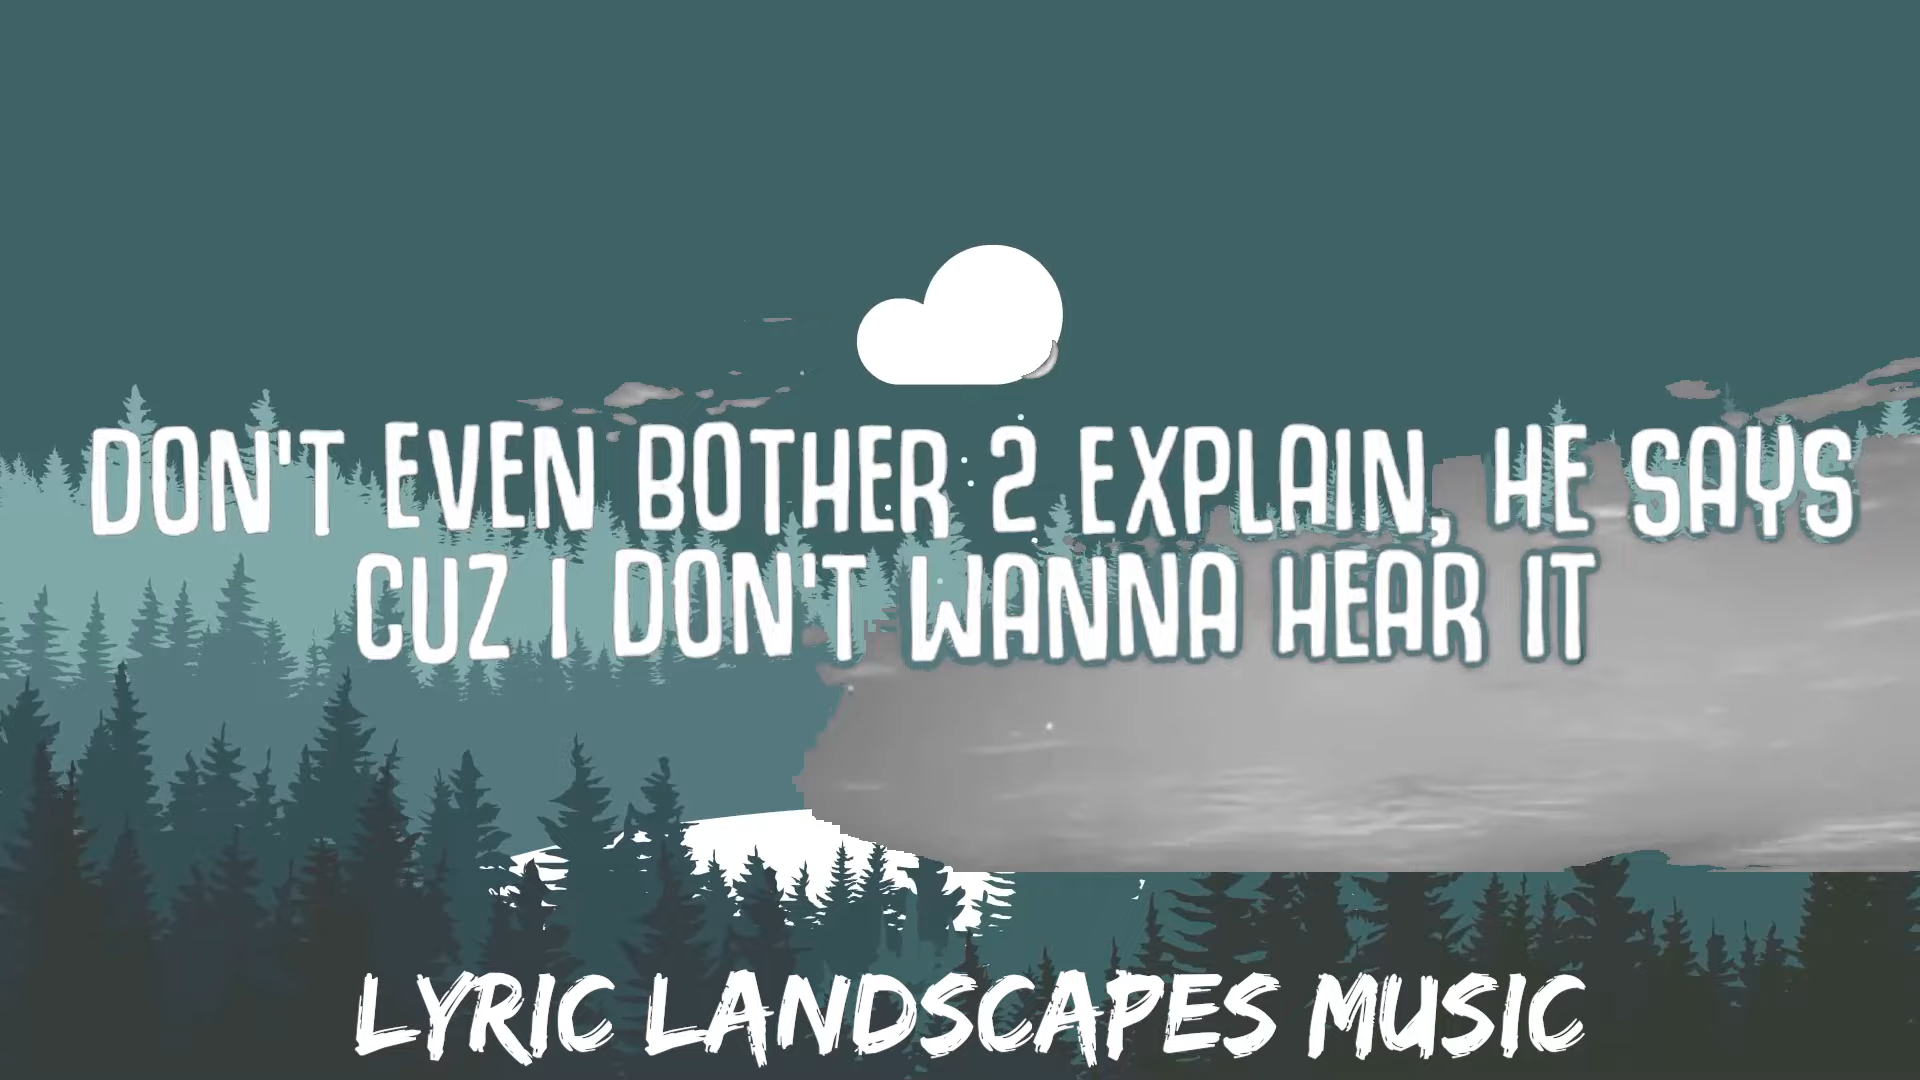 DON'T EVEN BOTHER 2 EXPLAIN, HE SAYS
CUZ I DON'T WANNA HEAR IT
LYRIC LANDSCAPES MUSIC